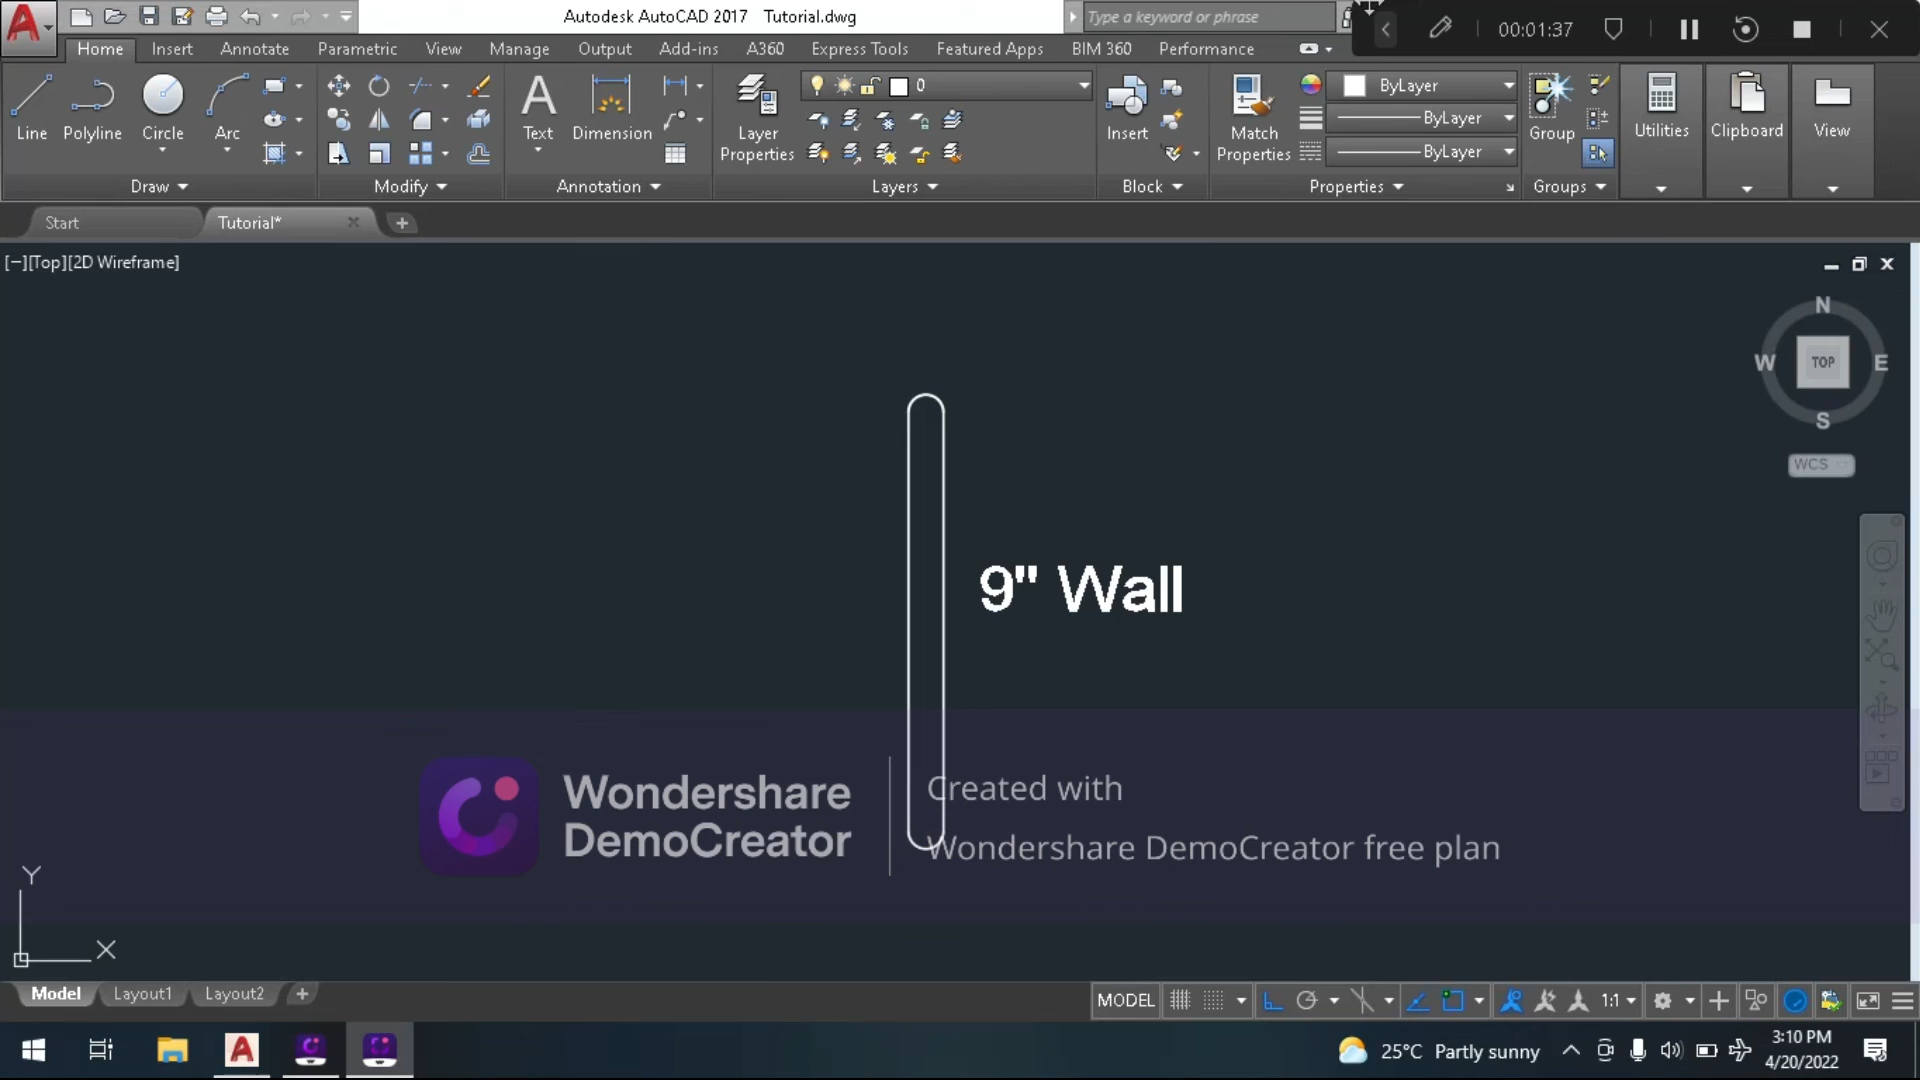 Autodesk AutoCAD 2017 Tutorial.dwg
Type a keyword or phrase
00:01:37
Home Insert Annotate Parametric View Manage Output Add-ins A360 Express Tools Featured Apps BIM 360 Performance
Line Polyline Circle Arc
Text Dimension
Layer Properties
0
Insert
Match Properties
ByLayer
ByLayer
ByLayer
Group
Utilities
Clipboard
View
Draw Modify Annotation Layers Block Properties Groups
Start Tutorial*
[−][Top][2D Wireframe]
N
W TOP E
S
WCS
9" Wall
Wondershare
DemoCreator
Created with
Wondershare DemoCreator free plan
Y
X
Model Layout1 Layout2
MODEL 1:1
25°C Partly sunny
3:10 PM
4/20/2022